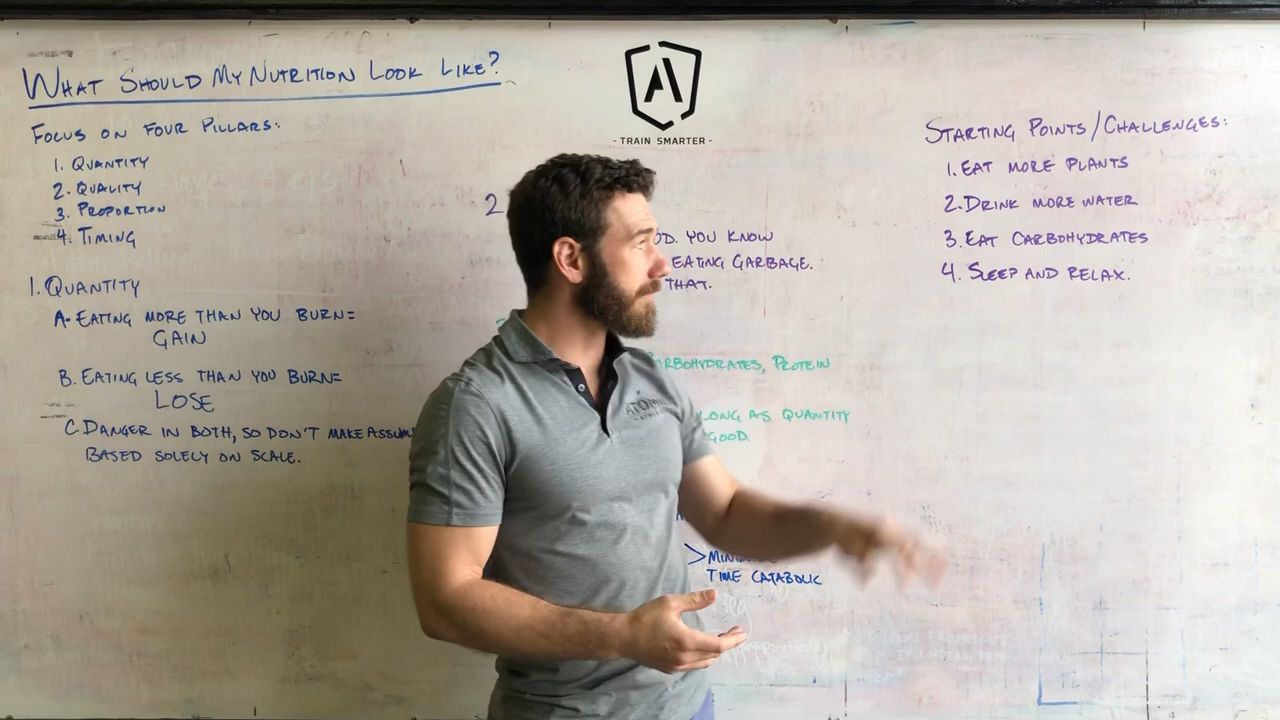 What Should My Nutrition Look Like?
Focus on Four Pillars:
1. Quantity
2. Quality
3. Proportion
4. Timing
1. Quantity
A. Eating more than you burn=
Gain
B. Eating less than you burn=
Lose
C. Danger in both, so don't make
based solely on scale.
- TRAIN SMARTER -
2
You know
eating garbage.
that.
Carbohydrates, Protein
long as quantity
good.
>
Time Catabolic
Starting Points/Challenges:
1. Eat more plants
2. Drink more water
3. Eat carbohydrates
4. Sleep and relax.